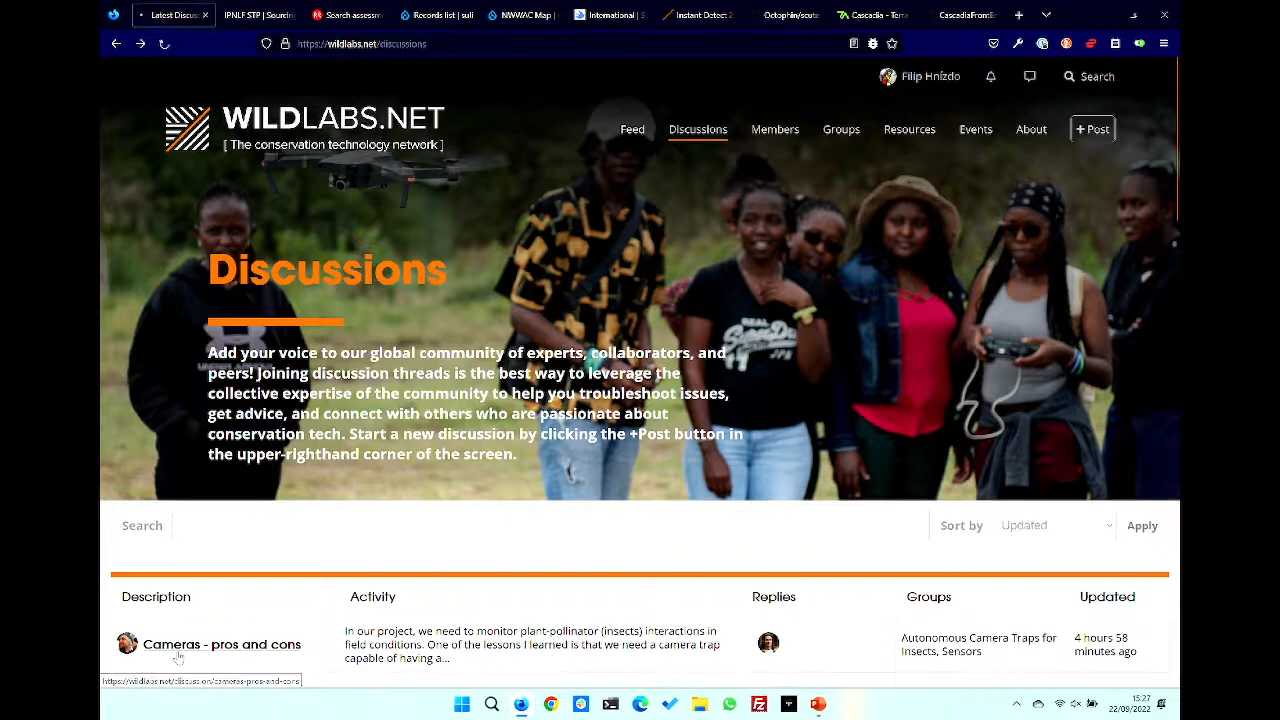 Latest Discus
IPNLF STP | Sourcing
Search assessm
Records list | suli
NWWAC Map |
International | S
Instant Detect 2
Octophin/scute
Cascadia - Terra
CascadiaFrontEr
https://wildlabs.net/discussions
Filip Hnízdo
Search
WILDLABS.NET
[ The conservation technology network ]
Feed
Discussions
Members
Groups
Resources
Events
About
+ Post
Discussions
Add your voice to our global community of experts, collaborators, and
peers! Joining discussion threads is the best way to leverage the
collective expertise of the community to help you troubleshoot issues,
get advice, and connect with others who are passionate about
conservation tech. Start a new discussion by clicking the +Post button in
the upper-righthand corner of the screen.
Search
Sort by
Updated
Apply
Description
Activity
Replies
Groups
Updated
Cameras - pros and cons
In our project, we need to monitor plant-pollinator (insects) interactions in
field conditions. One of the lessons I learned is that we need a camera trap
capable of having a...
Autonomous Camera Traps for
Insects, Sensors
4 hours 58
minutes ago
https://wildlabs.net/discussion/cameras-pros-and-cons
15:27
22/09/2022